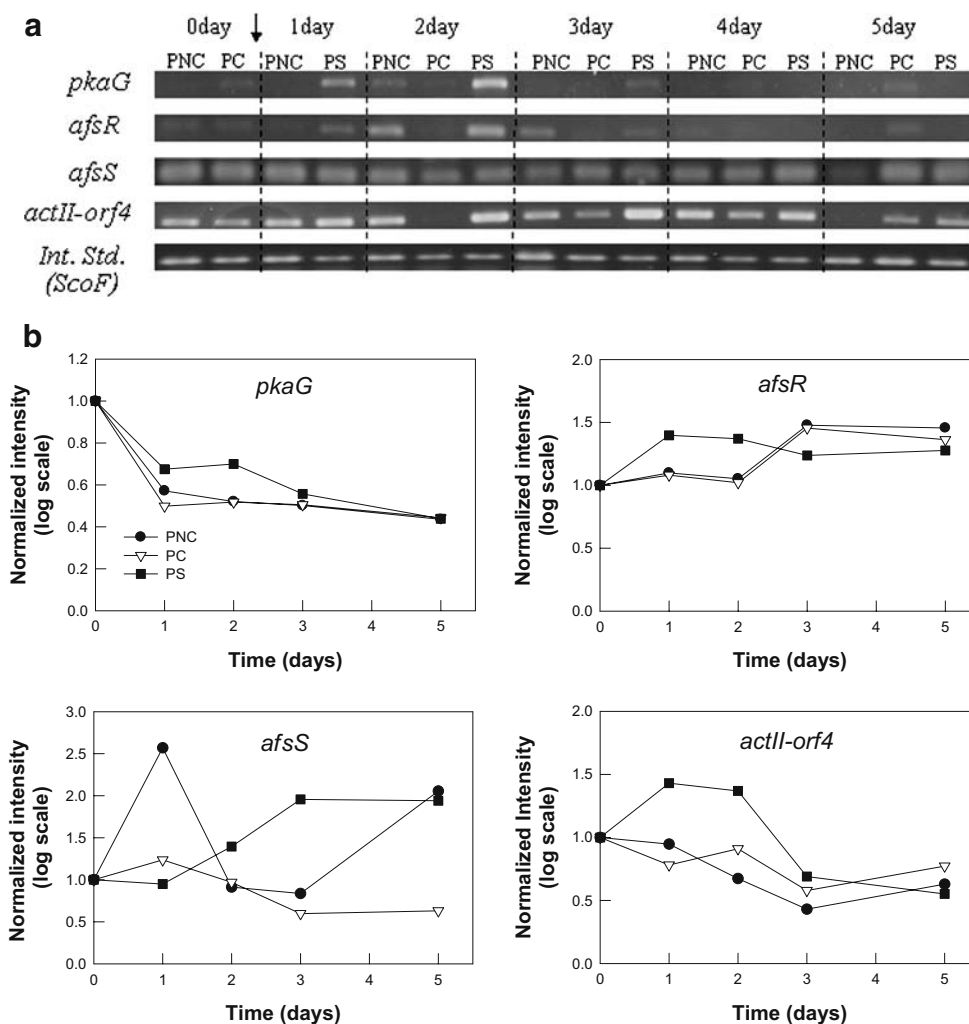 a
0day 1day 2day 3day 4day 5day
PNC PC PNC PS PNC PC PS PNC PC PS PNC PC PS PNC PC PS
pkaG
afsR
afsS
actII-orf4
Int. Std.
(ScoF)
b
pkaG
Normalized intensity
(log scale)
1.2
1.0
0.8
0.6
0.4
0.2
0.0
PNC
PC
PS
0 1 2 3 4 5
Time (days)
afsR
Normalized intensity
(log scale)
2.0
1.5
1.0
0.5
0.0
0 1 2 3 4 5
Time (days)
afsS
Normalized intensity
(log scale)
3.0
2.5
2.0
1.5
1.0
0.5
0.0
0 1 2 3 4 5
Time (days)
actII-orf4
Normalized Intensity
(log scale)
2.0
1.5
1.0
0.5
0.0
0 1 2 3 4 5
Time (days)